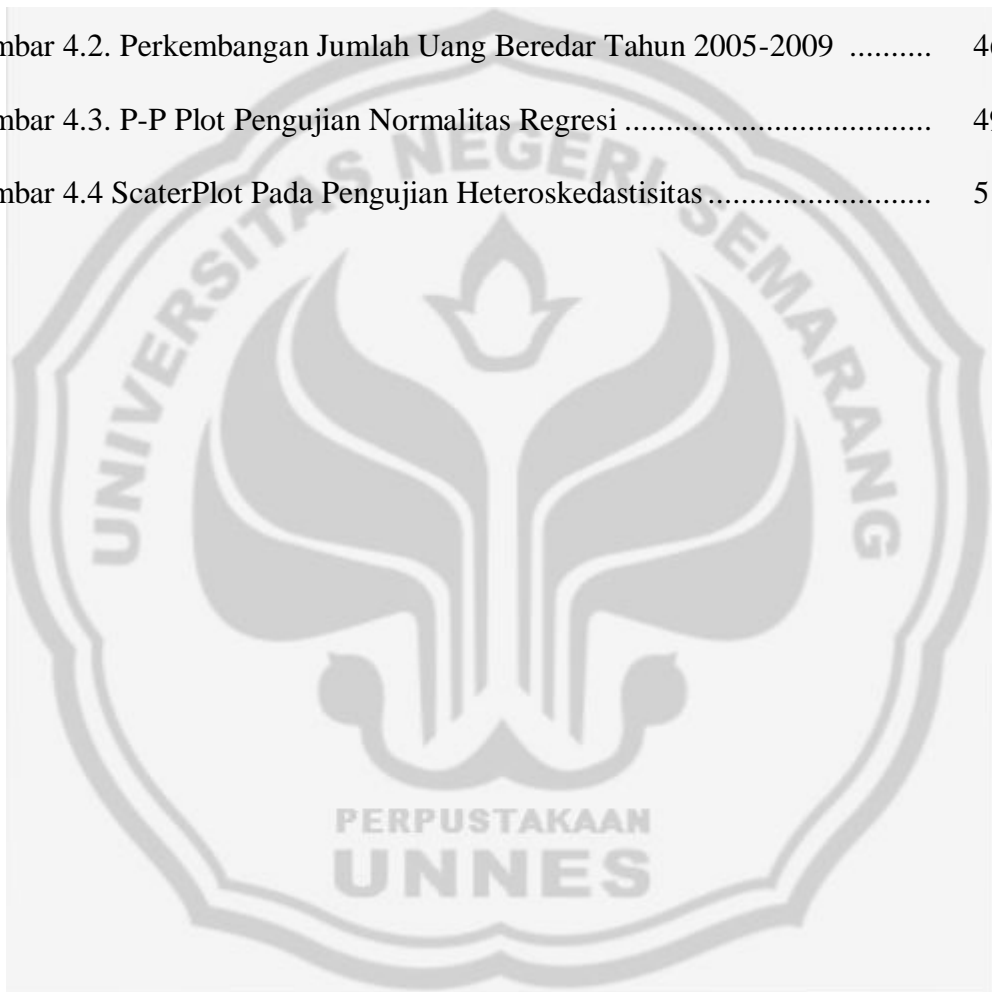 mbar 4.2. Perkembangan Jumlah Uang Beredar Tahun 2005-2009 .......... 4
mbar 4.3. P-P Plot Pengujian Normalitas Regresi .................................. 49
mbar 4.4 ScaterPlot Pada Pengujian Heteroskedastisitas ........................... 5
UNIVERSITAS NEGERI SEMARANG
PERPUSTAKAAN
UNNES